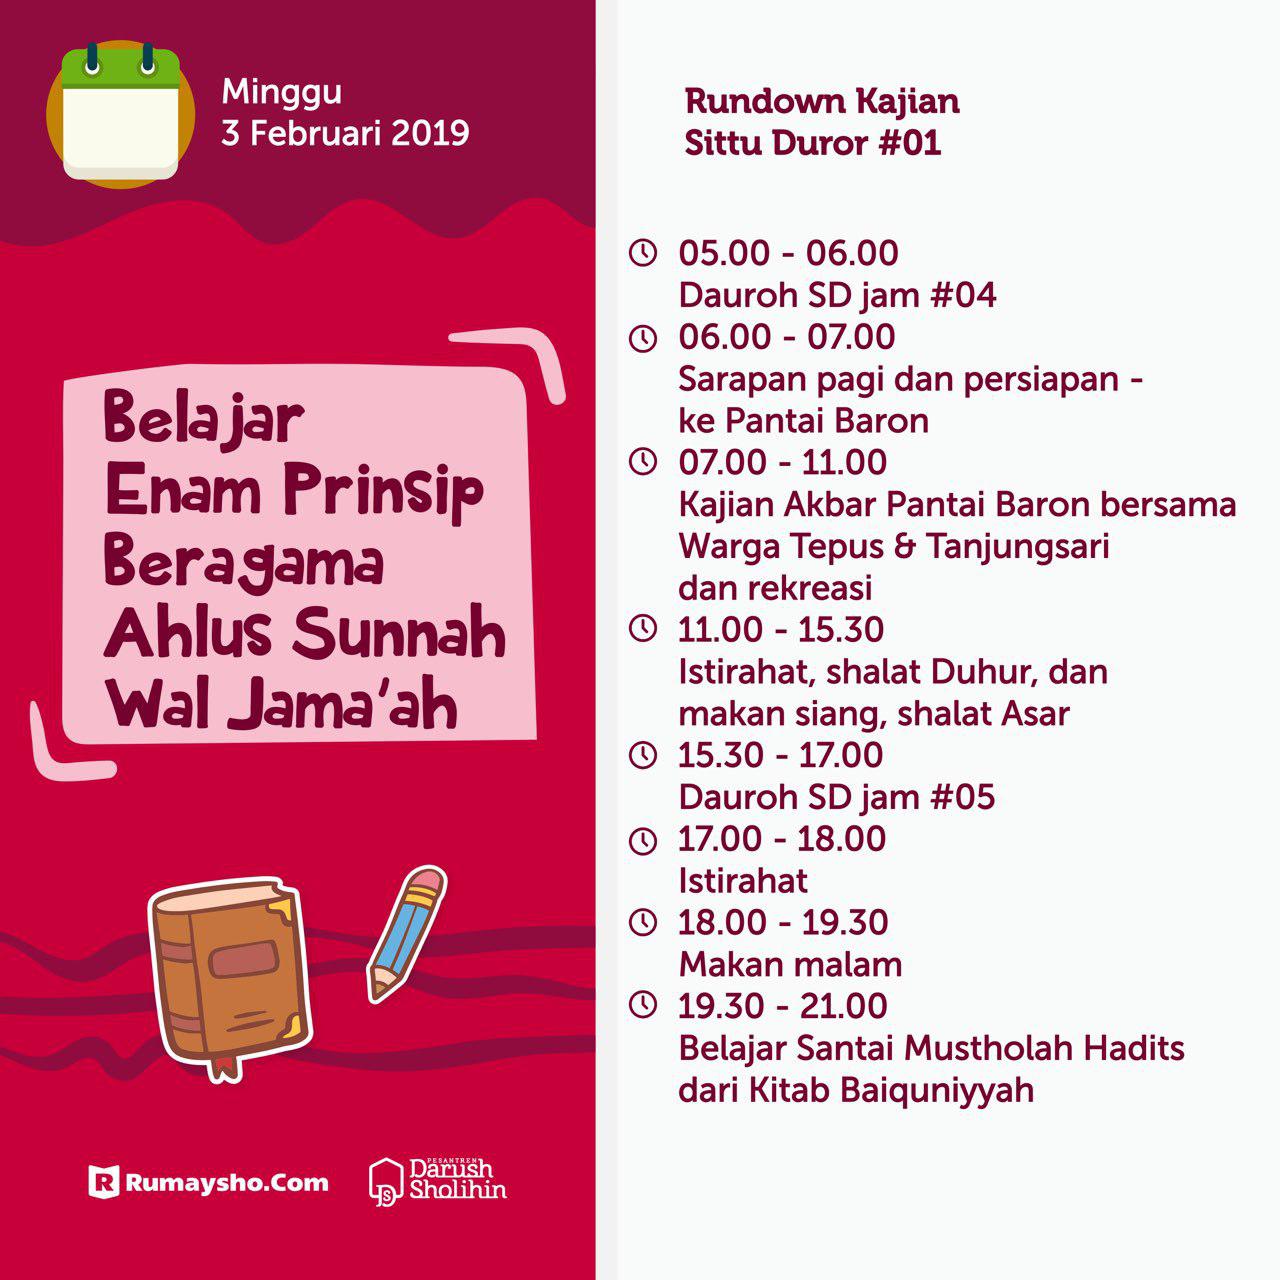 Minggu
3 Februari 2019
Belajar
Enam Prinsip
Beragama
Ahlus Sunnah
Wal Jama'ah
R Rumaysho.Com
PESANTREN
Darush
Sholihin
DS
Rundown Kajian
Sittu Duror #01
05.00 - 06.00
Dauroh SD jam #04
06.00 - 07.00
Sarapan pagi dan persiapan -
ke Pantai Baron
07.00 - 11.00
Kajian Akbar Pantai Baron bersama
Warga Tepus & Tanjungsari
dan rekreasi
11.00 - 15.30
Istirahat, shalat Duhur, dan
makan siang, shalat Asar
15.30 - 17.00
Dauroh SD jam #05
17.00 - 18.00
Istirahat
18.00 - 19.30
Makan malam
19.30 - 21.00
Belajar Santai Mustholah Hadits
dari Kitab Baiquniyyah